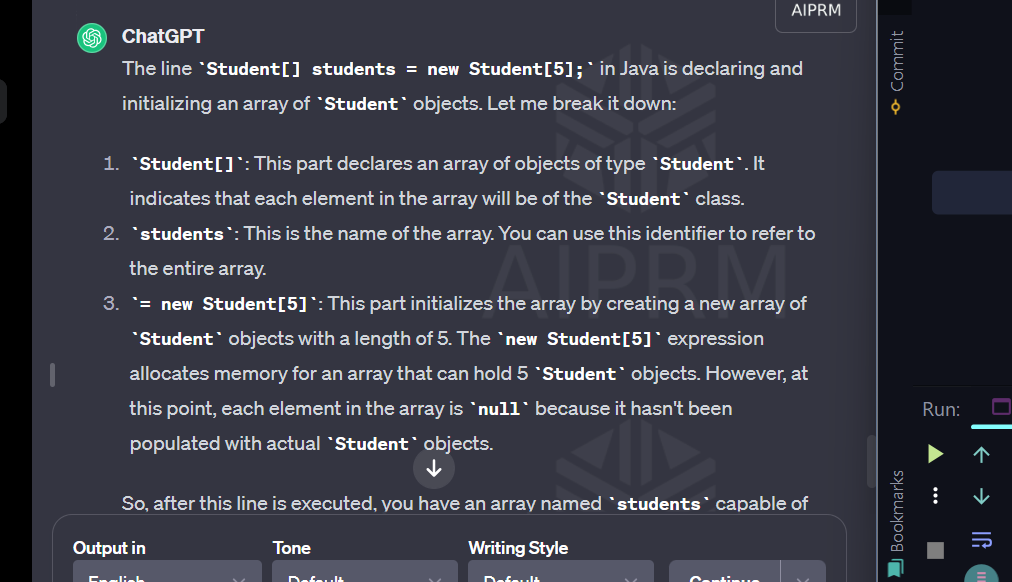 AIPRM
ChatGPT
The line `Student[] students = new Student[5];` in Java is declaring and
initializing an array of `Student` objects. Let me break it down:
1. `Student[]`: This part declares an array of objects of type `Student`. It
indicates that each element in the array will be of the `Student` class.
2. `students`: This is the name of the array. You can use this identifier to refer to
the entire array.
3. `= new Student[5]`: This part initializes the array by creating a new array of
`Student` objects with a length of 5. The `new Student[5]` expression
allocates memory for an array that can hold 5 `Student` objects. However, at
this point, each element in the array is `null` because it hasn't been
populated with actual `Student` objects.
So, after this line is executed, you have an array named `students` capable of
AIPRM
Output in
Tone
Writing Style
English
Default
Default
Continue
Commit
Run:
Bookmarks